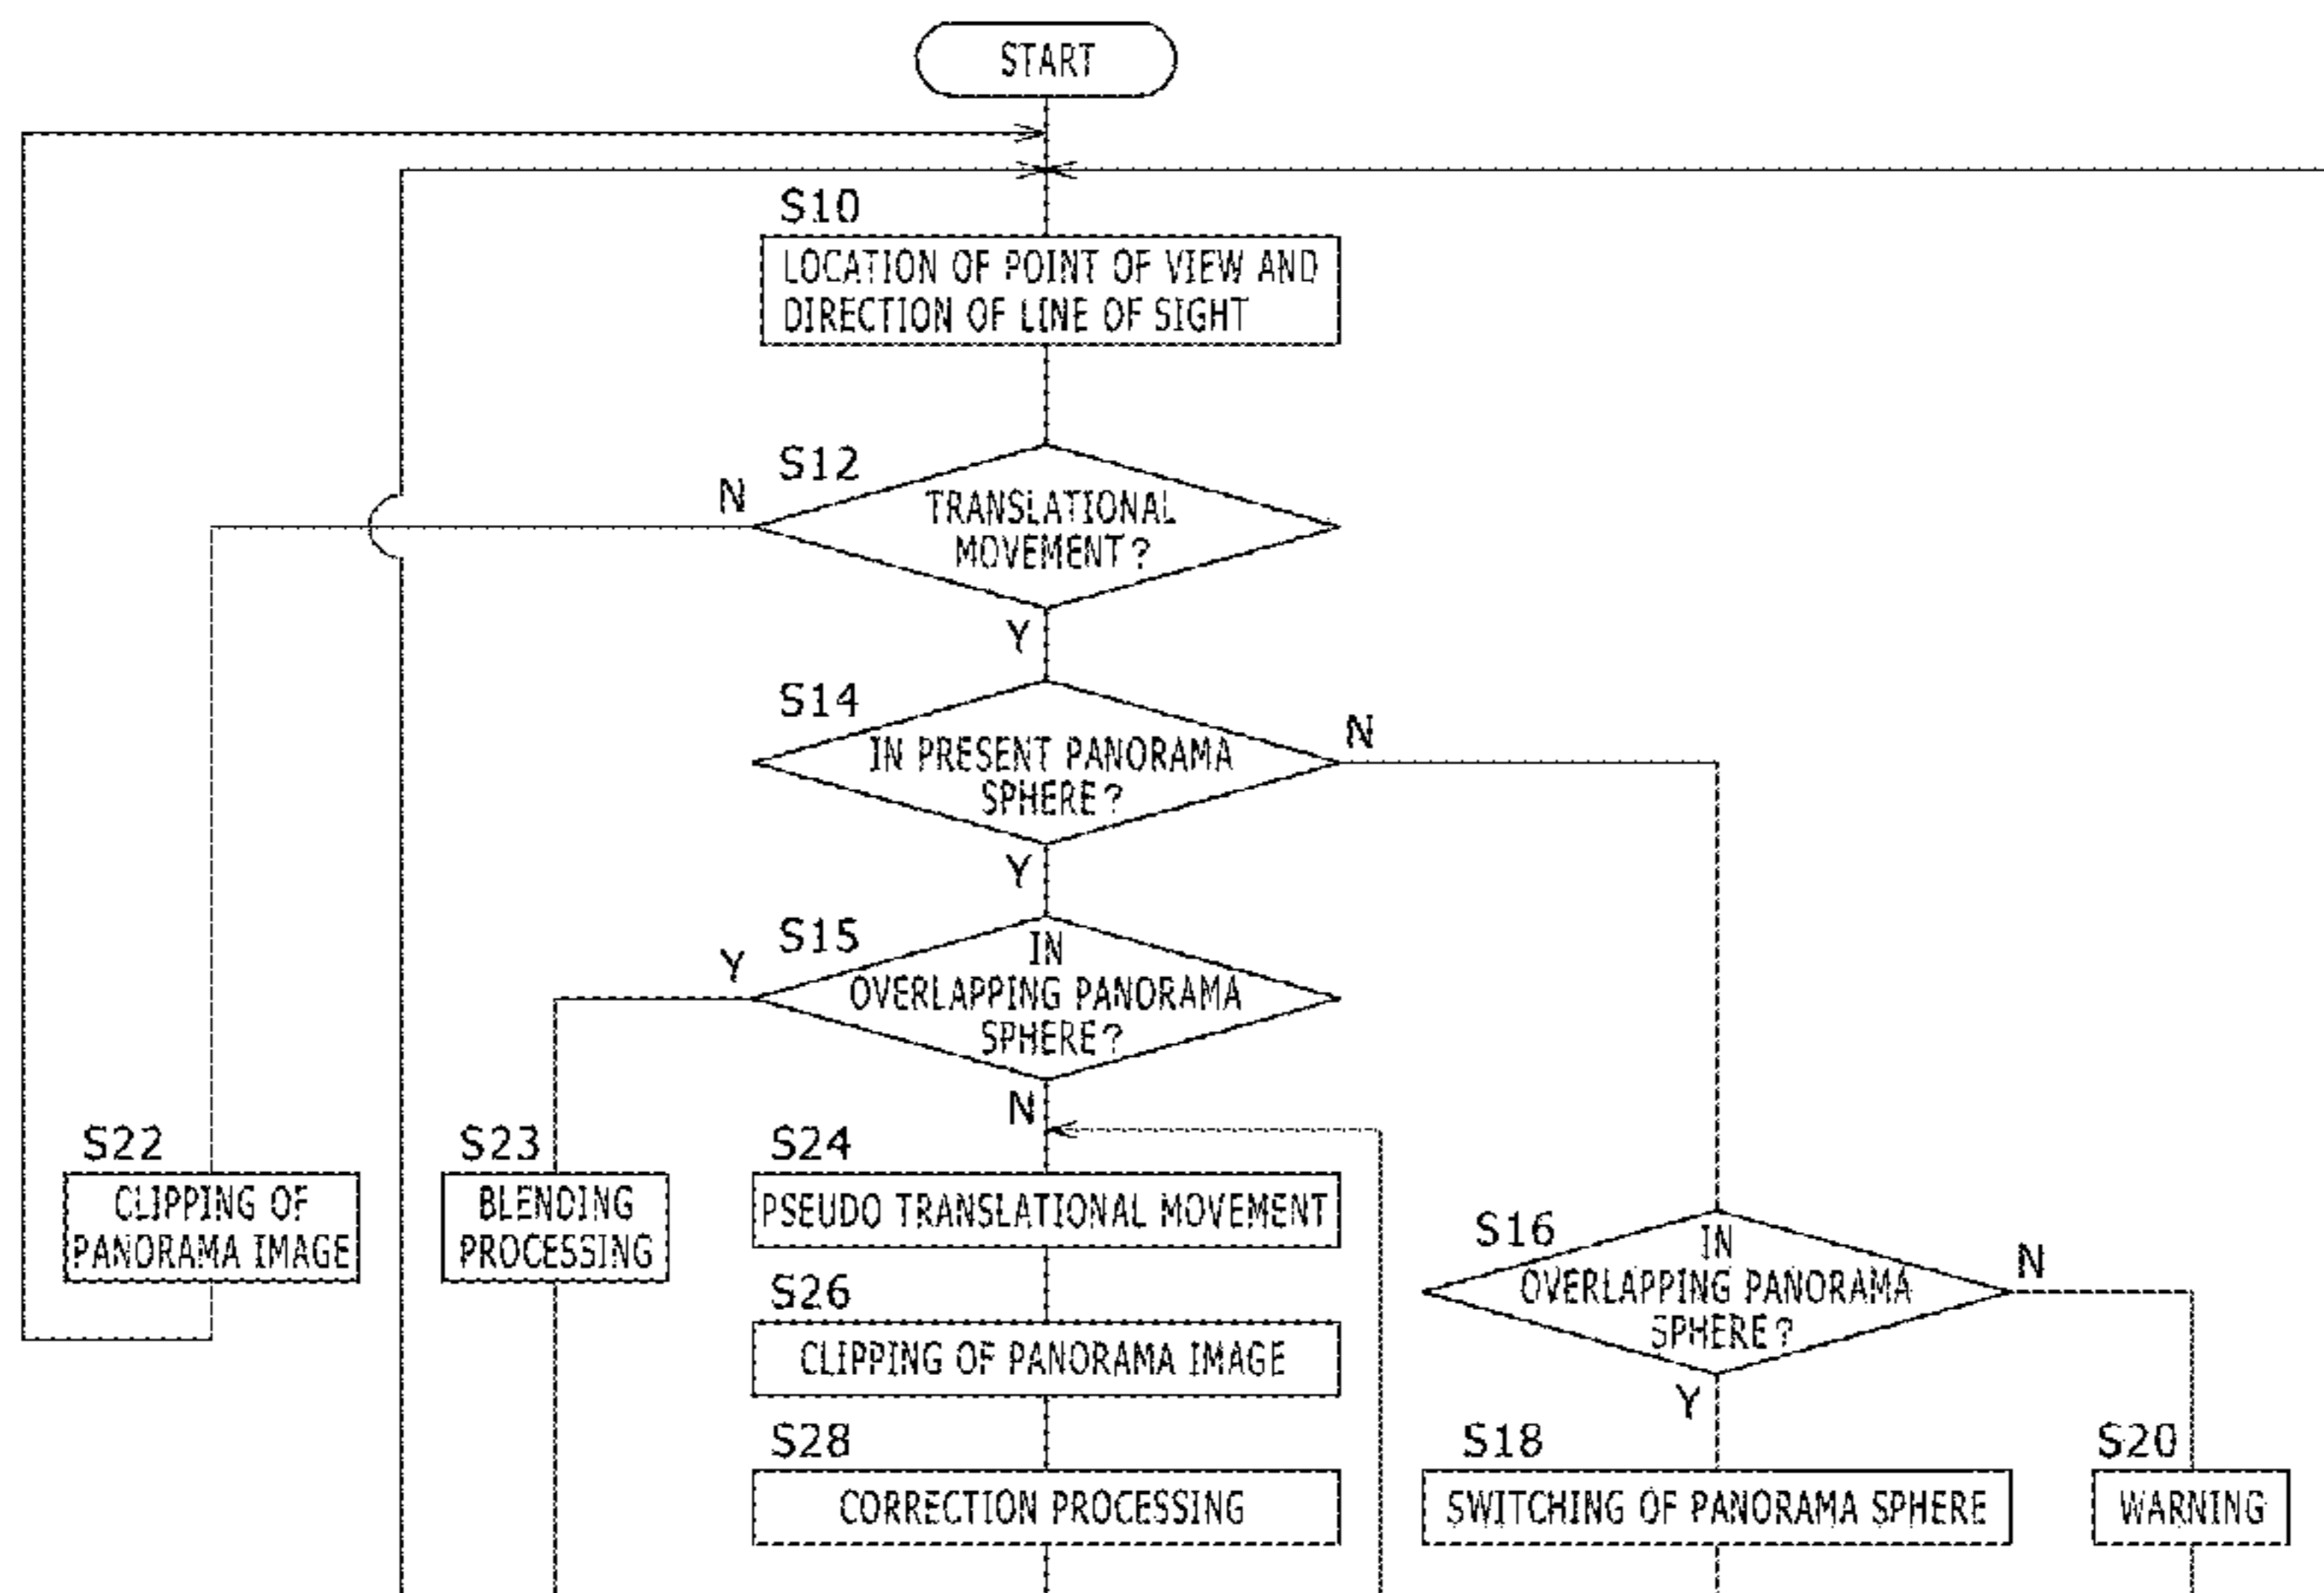 START
S10
LOCATION OF POINT OF VIEW AND
DIRECTION OF LINE OF SIGHT
S12
N
TRANSLATIONAL
MOVEMENT?
Y
S14
N
IN PRESENT PANORAMA
SPHERE?
Y
S15
Y
IN
OVERLAPPING PANORAMA
SPHERE?
N
S22
CLIPPING OF
PANORAMA IMAGE
S23
BLENDING
PROCESSING
S24
PSEUDO TRANSLATIONAL MOVEMENT
S26
CLIPPING OF PANORAMA IMAGE
S28
CORRECTION PROCESSING
S16
IN
OVERLAPPING PANORAMA
SPHERE?
N
Y
S18
SWITCHING OF PANORAMA SPHERE
S20
WARNING